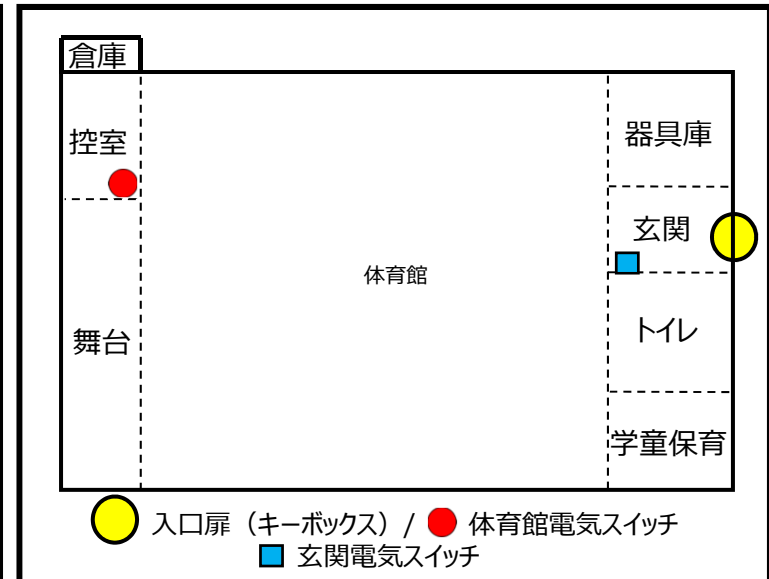 倉庫
控室
器具庫
玄関
体育館
舞台
トイレ
学童保育
入口扉（キーボックス）/ 体育館電気スイッチ
玄関電気スイッチ